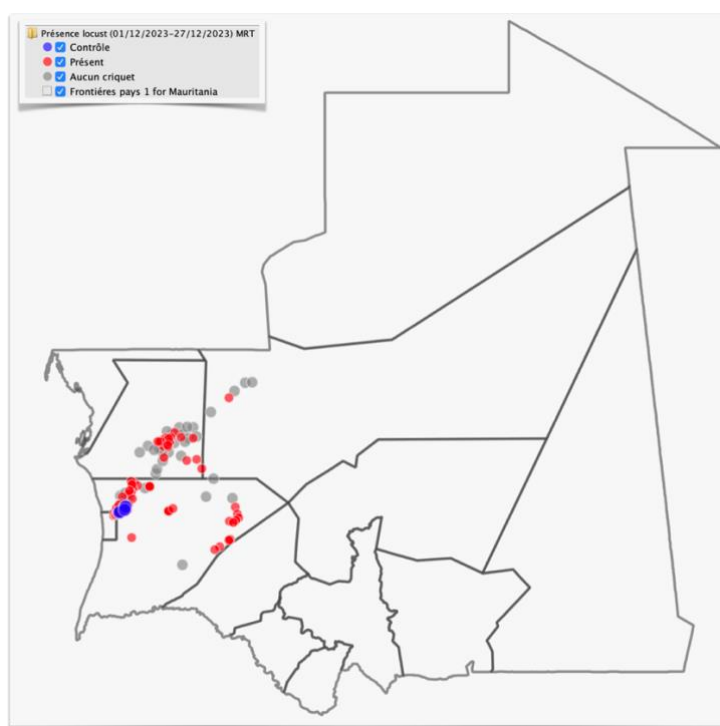 Présence locust (01/12/2023-27/12/2023) MRT
Contrôle
Présent
Aucun criquet
Frontiéres pays 1 for Mauritania